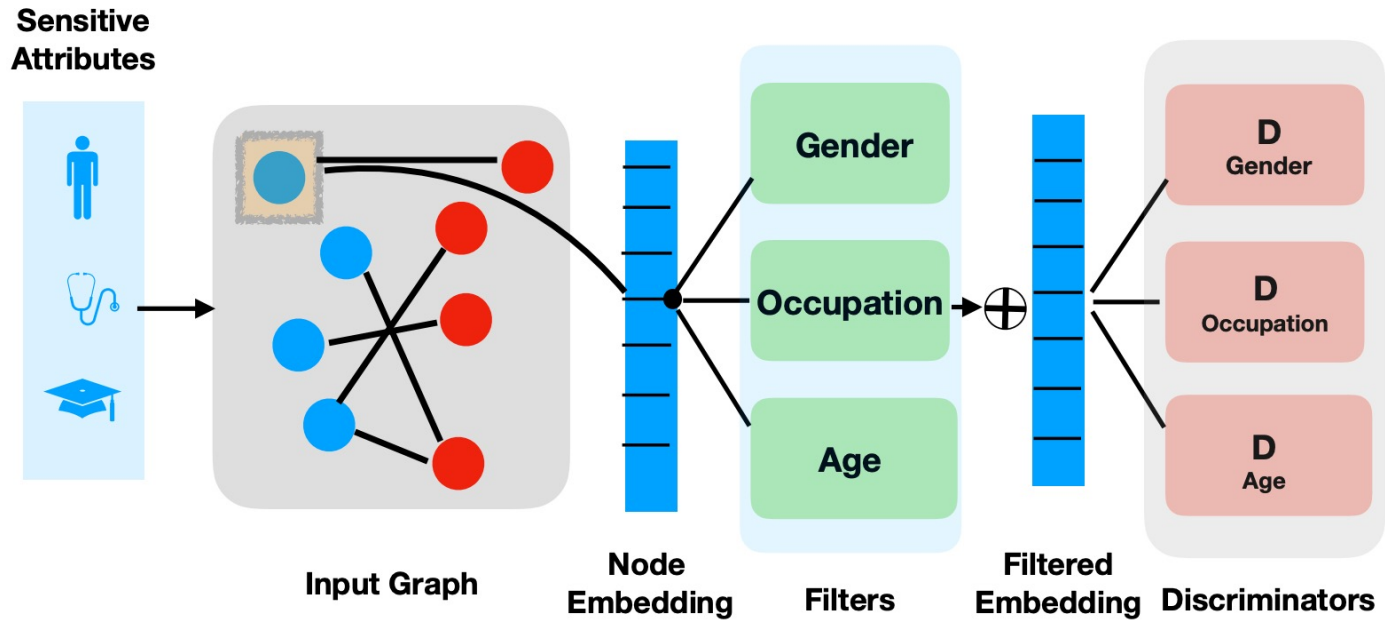 Sensitive
Attributes
Input Graph
Node
Embedding
Gender
Occupation
Age
Filters
Filtered
Embedding
D
Gender
D
Occupation
D
Age
Discriminators